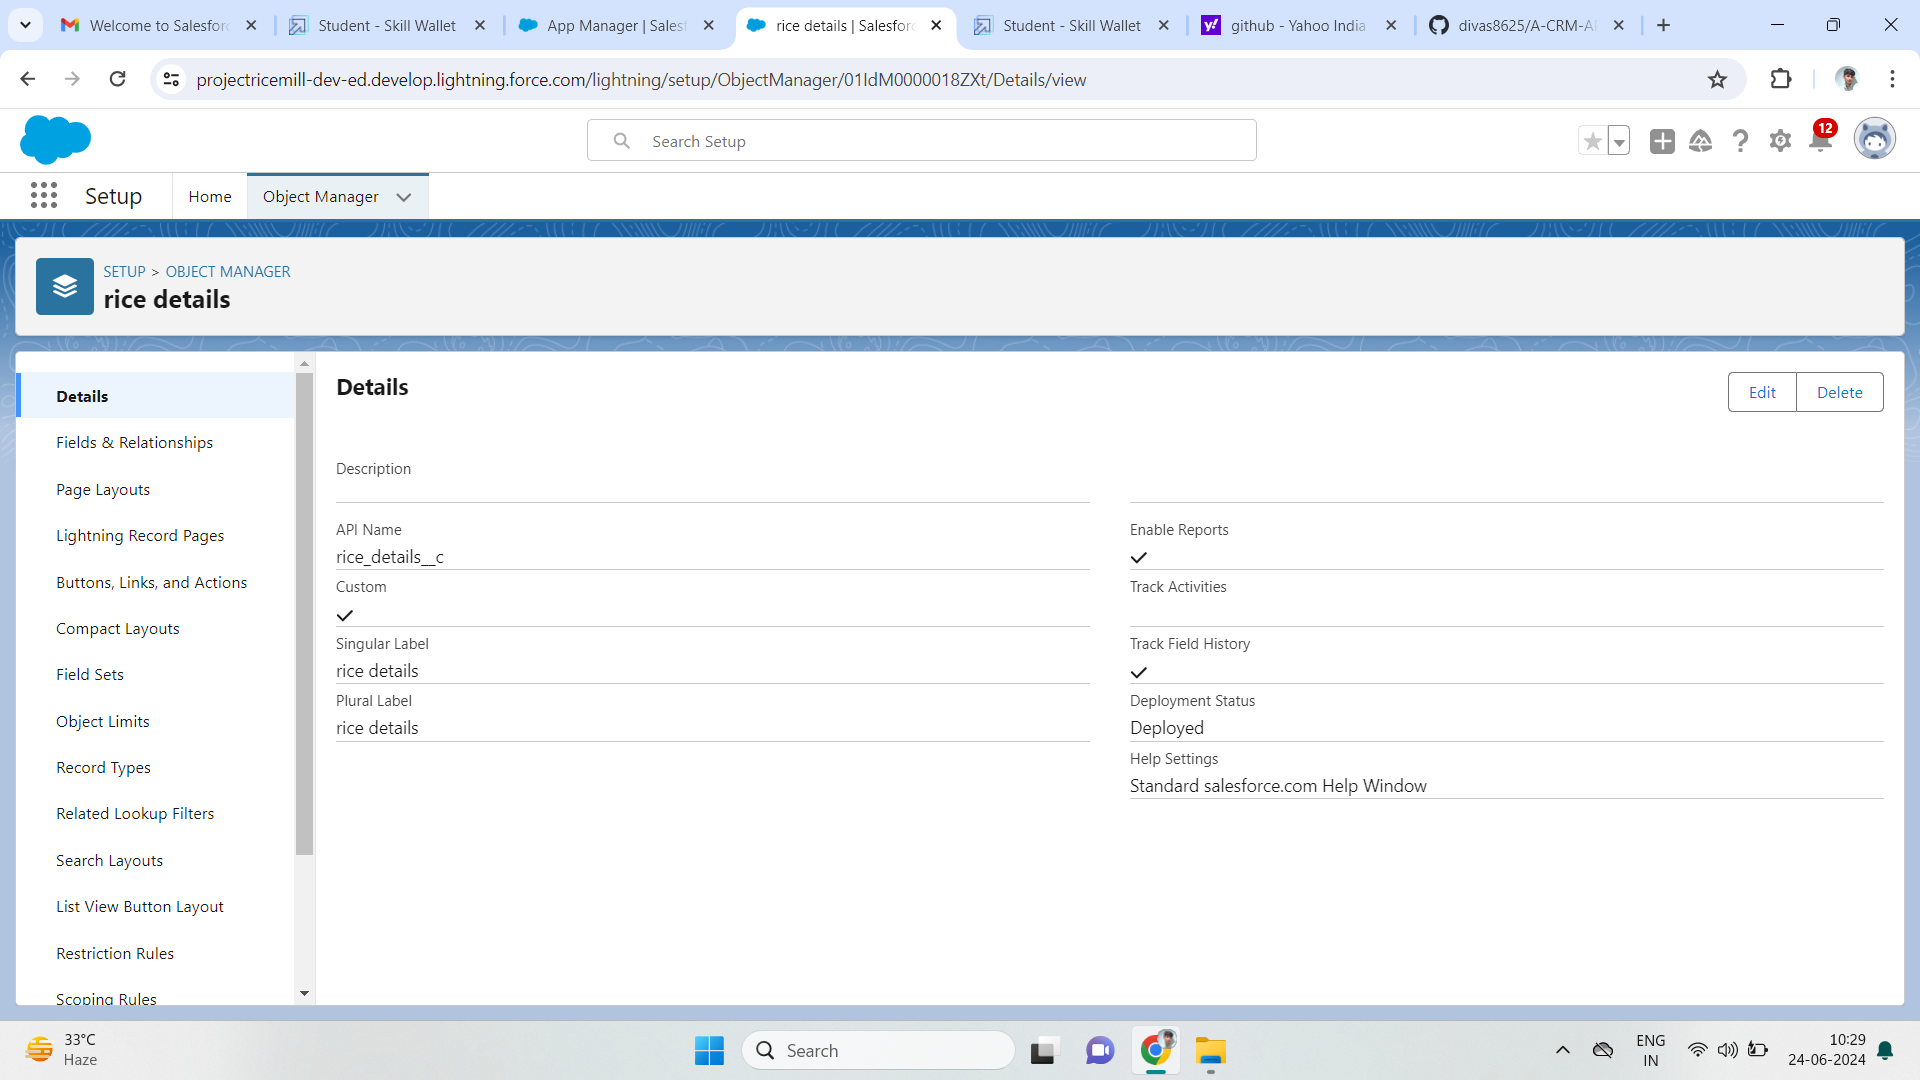 Welcome to Salesforc
Student - Skill Wallet
App Manager | Salesf
rice details | Salesforc
Student - Skill Wallet
github - Yahoo India
divas8625/A-CRM-A
projectricemill-dev-ed.develop.lightning.force.com/lightning/setup/ObjectManager/01IdM0000018ZXt/Details/view
Search Setup
12
Setup
Home
Object Manager
SETUP > OBJECT MANAGER
rice details
Details
Fields & Relationships
Page Layouts
Lightning Record Pages
Buttons, Links, and Actions
Compact Layouts
Field Sets
Object Limits
Record Types
Related Lookup Filters
Search Layouts
List View Button Layout
Restriction Rules
Scoping Rules
Details
Edit
Delete
Description
API Name
rice_details__c
Custom
Singular Label
rice details
Plural Label
rice details
Enable Reports
Track Activities
Track Field History
Deployment Status
Deployed
Help Settings
Standard salesforce.com Help Window
33°C
Haze
Search
ENG
IN
10:29
24-06-2024